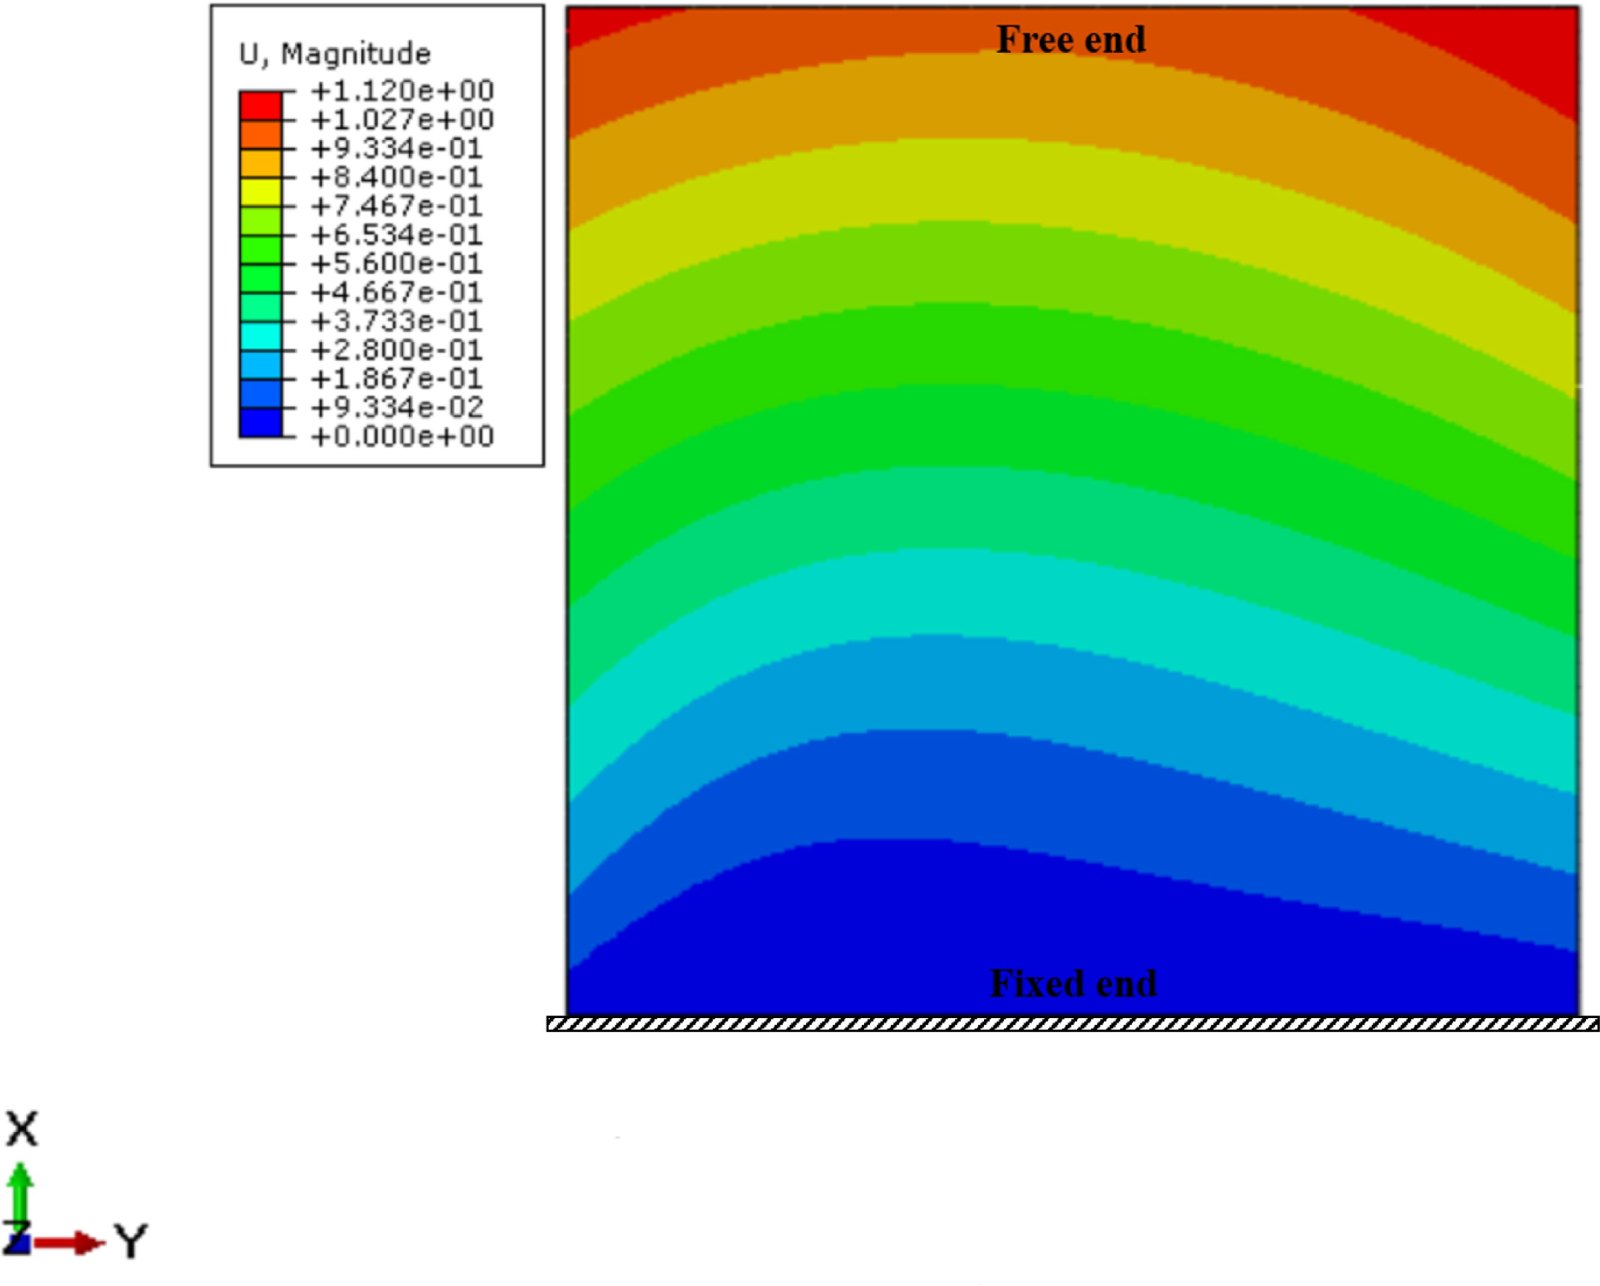 U, Magnitude
+1.120e+00
+1.027e+00
+9.334e-01
+8.400e-01
+7.467e-01
+6.534e-01
+5.600e-01
+4.667e-01
+3.733e-01
+2.800e-01
+1.867e-01
+9.334e-02
+0.000e+00
Free end
Fixed end
X
Z
Y